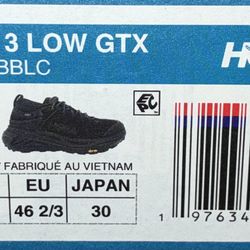 3 LOW GTX
BBLC
FABRIQUÉ AU VIETNAM
EU JAPAN
46 2/3 30
1 97634